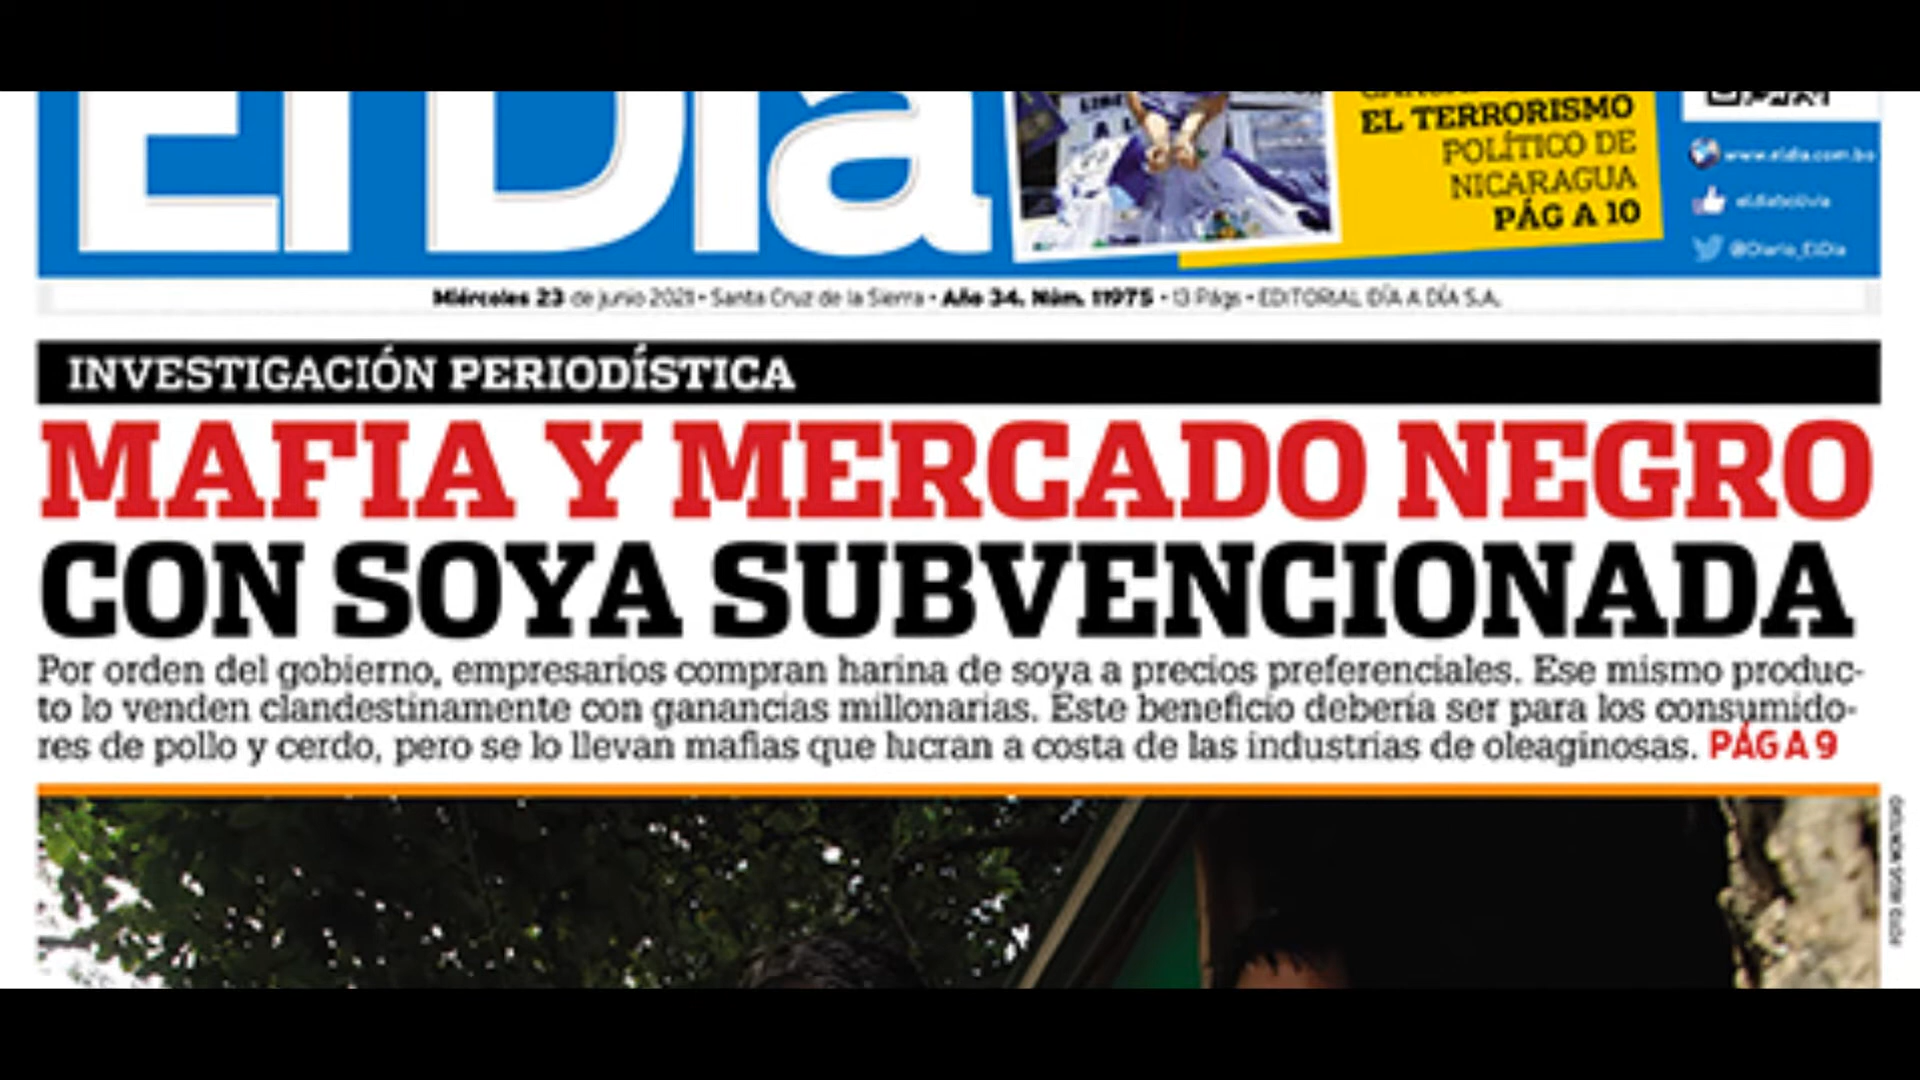 El Día
EL TERRORISMO
POLÍTICO DE
NICARAGUA
PÁG A 10
www.eldia.com.bo
eldiabolivia
@Diario_ElDia
Miércoles 23 de junio 2021 • Santa Cruz de la Sierra • Año 34. Núm. 11975 • 13 Págs • EDITORIAL DÍA A DÍA S.A.
INVESTIGACIÓN PERIODÍSTICA
MAFIA Y MERCADO NEGRO
CON SOYA SUBVENCIONADA
Por orden del gobierno, empresarios compran harina de soya a precios preferenciales. Ese mismo produc-
to lo venden clandestinamente con ganancias millonarias. Este beneficio debería ser para los consumido-
res de pollo y cerdo, pero se lo llevan mafias que lucran a costa de las industrias de oleaginosas. PÁG A 9